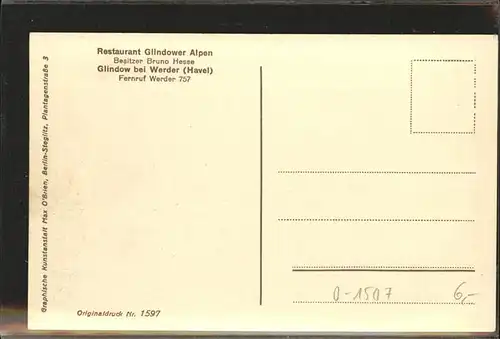 Restaurant Glindower Alpen
Besitzer Bruno Hesse
Glindow bei Werder (Havel)
Fernruf Werder 757
Graphische Kunstanstalt Max O'Brien, Berlin-Steglitz, Plantagenstraße 3
Originaldruck Nr. 1597
O-1507
6,-